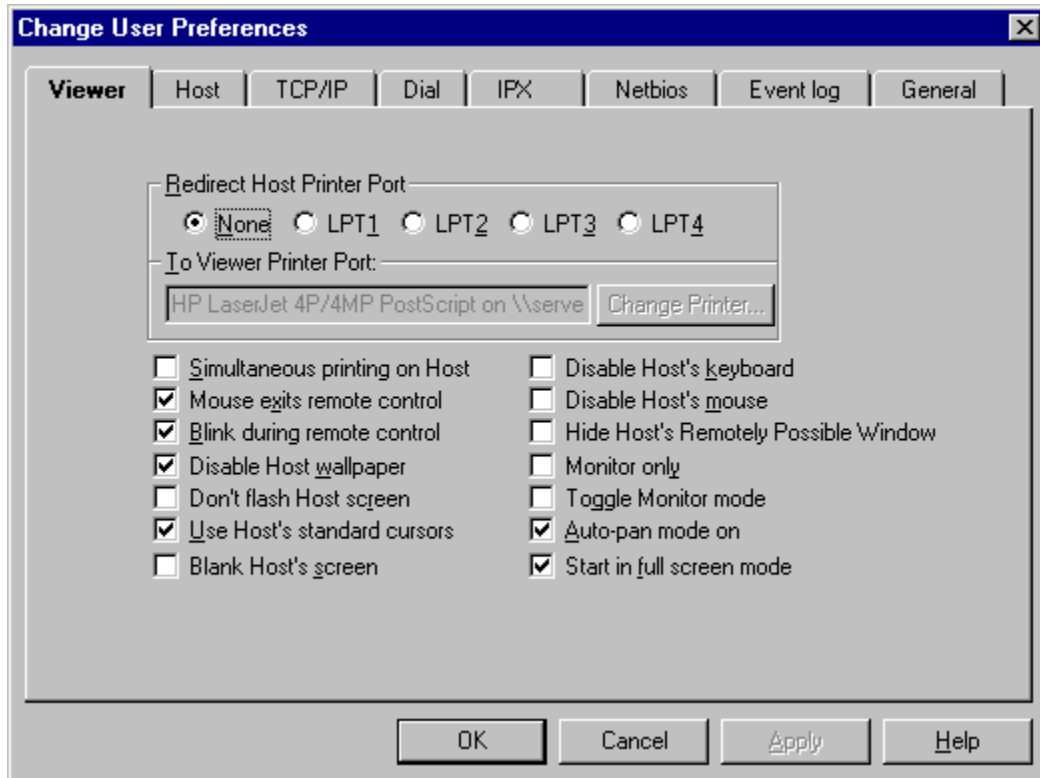 Change User Preferences
Viewer Host TCP/IP Dial IPX Netbios Event log General
Redirect Host Printer Port
None LPT1 LPT2 LPT3 LPT4
To Viewer Printer Port:
HP LaserJet 4P/4MP PostScript on \\serve Change Printer...
Simultaneous printing on Host Disable Host's keyboard
Mouse exits remote control Disable Host's mouse
Blink during remote control Hide Host's Remotely Possible Window
Disable Host wallpaper Monitor only
Don't flash Host screen Toggle Monitor mode
Use Host's standard cursors Auto-pan mode on
Blank Host's screen Start in full screen mode
OK Cancel Apply Help